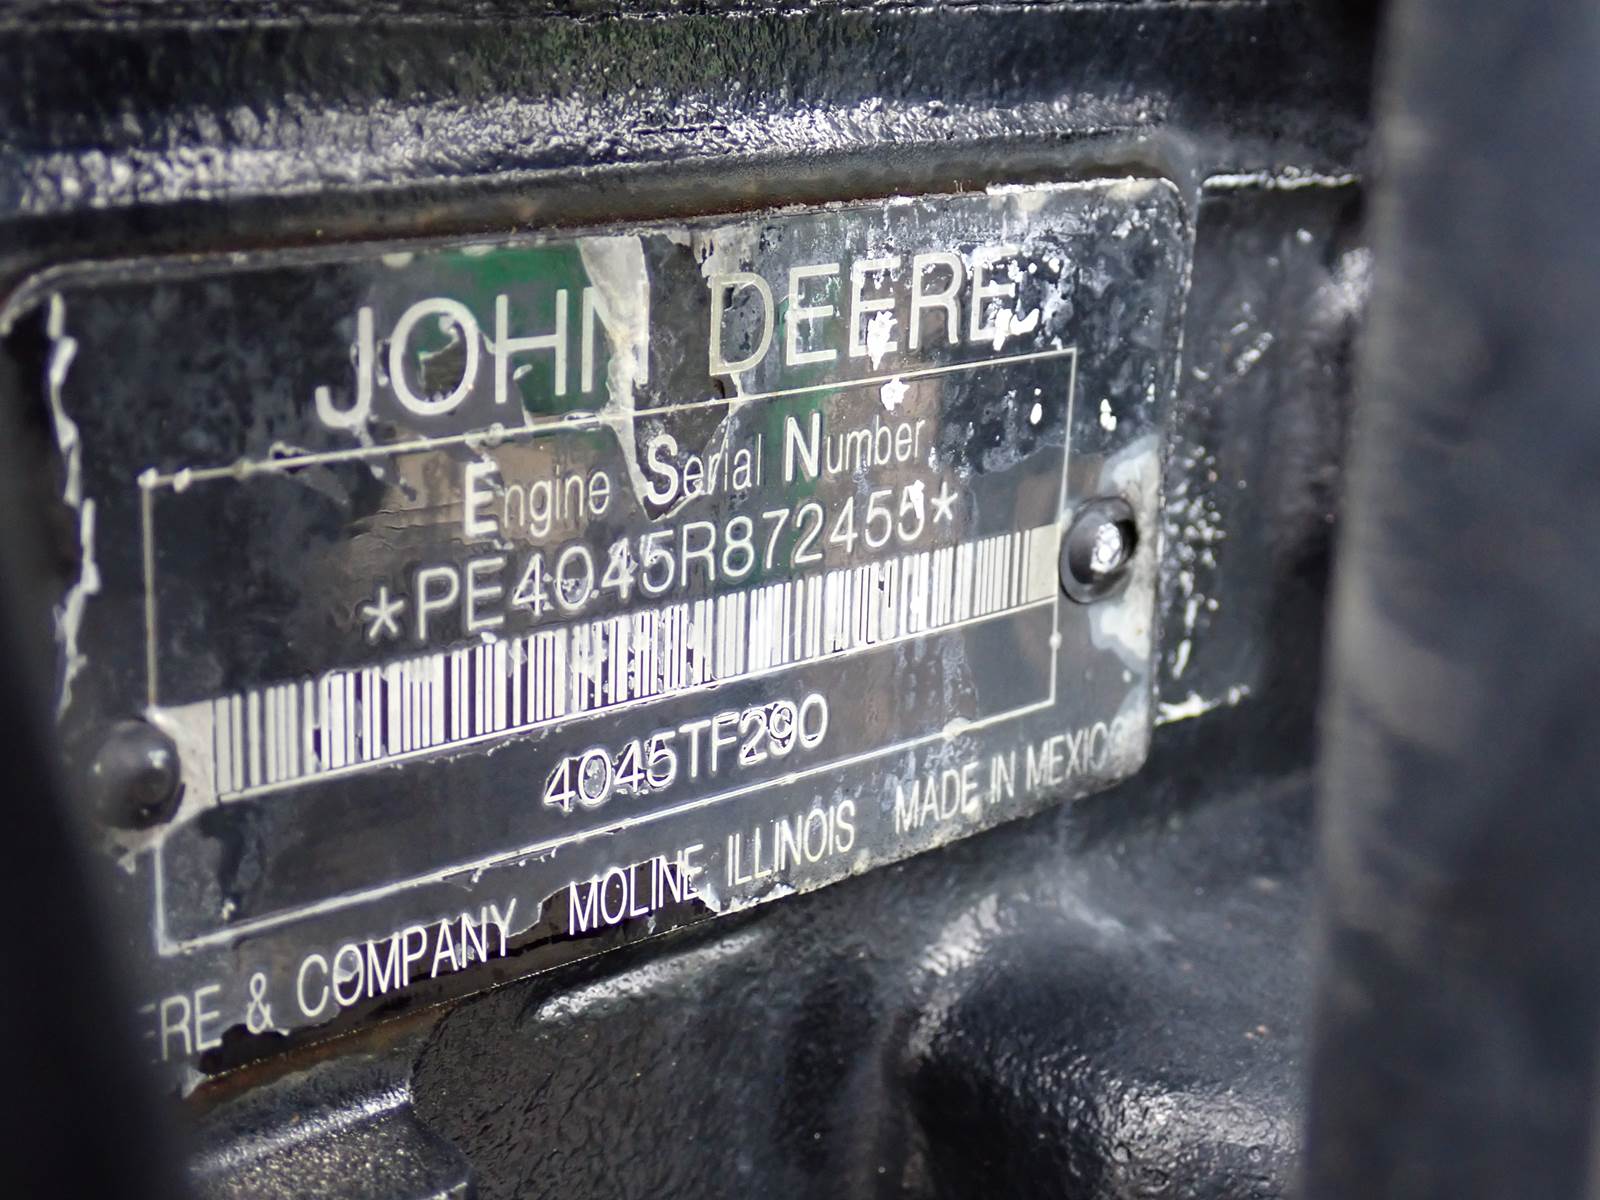 JOHN DEERE
Engine Serial Number
*PE4045R872455*
4045TF290
ERE & COMPANY MOLINE, ILLINOIS MADE IN MEXICO